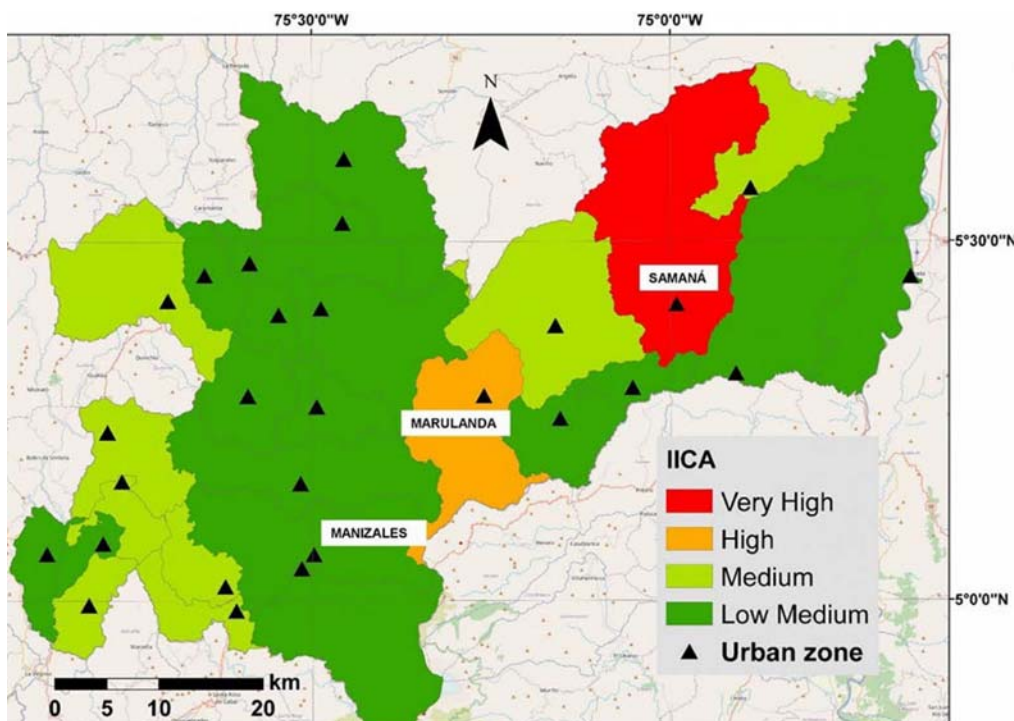 75°30'0"W
75°0'0"W
N
5°30'0"N
SAMANÁ
MARULANDA
MANIZALES
IICA
Very High
High
Medium
Low Medium
Urban zone
5°0'0"N
km
0 5 10 20